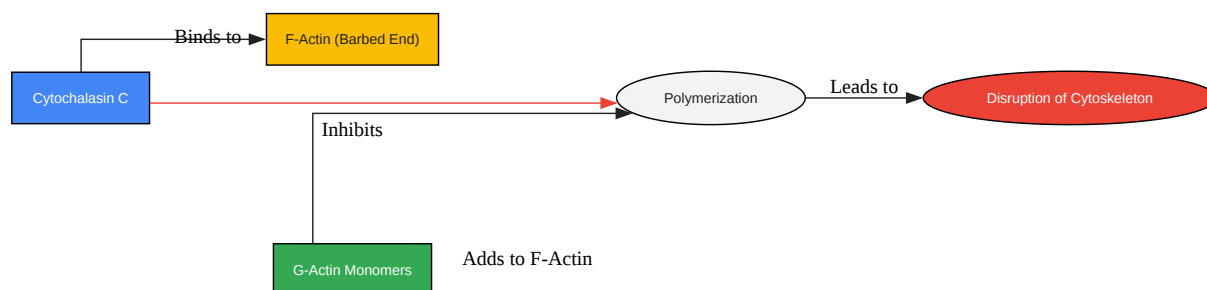 Binds to
F-Actin (Barbed End)
Cytochalasin C
Polymerization
Leads to
Disruption of Cytoskeleton
Inhibits
G-Actin Monomers
Adds to F-Actin